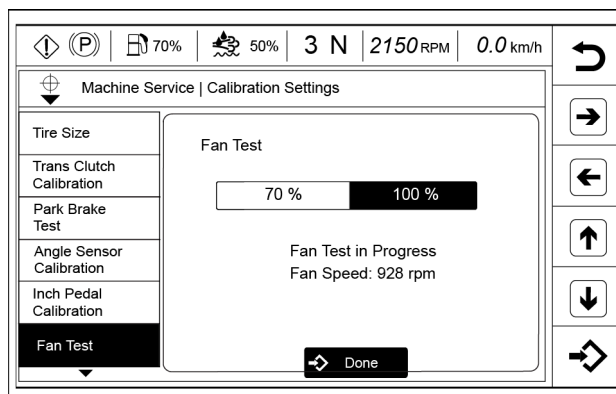 (P) 70% 50% 3 N 2150 RPM 0.0 km/h
Machine Service | Calibration Settings
Tire Size
Trans Clutch
Calibration
Park Brake
Test
Angle Sensor
Calibration
Inch Pedal
Calibration
Fan Test
Fan Test
70 % 100 %
Fan Test in Progress
Fan Speed: 928 rpm
Done